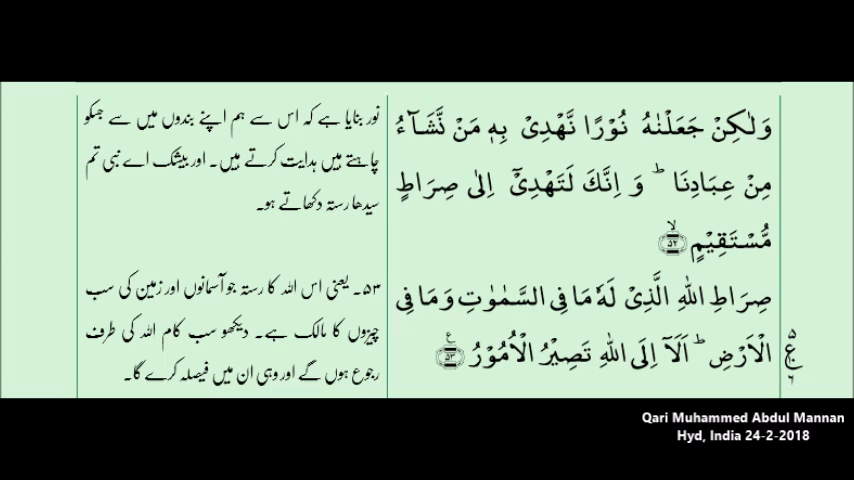 وَلٰكِنْ جَعَلْنٰهُ نُوْرًا نَّهْدِىْ بِهٖ مَنْ نَّشَآءُ
مِنْ عِبَادِنَا ؕ وَ اِنَّكَ لَتَهْدِىْۤ اِلٰى صِرَاطٍ
مُّسْتَقِيْمٍ ۙ‏﴿۵۲﴾
صِرَاطِ اللّٰهِ الَّذِىْ لَهٗ مَا فِى السَّمٰوٰتِ وَمَا فِى
الْاَرْضِ ؕ اَلَاۤ اِلَى اللّٰهِ تَصِيْرُ الْاُمُوْرُ ﴿۵۳﴾
نور بنایا ہے کہ اس سے ہم اپنے بندوں میں سے جسکو
چاہتے ہیں ہدایت کرتے ہیں۔ اور بیشک اے نبی تم
سیدھا رستہ دکھاتے ہو۔
۵۳۔ یعنی اس اللہ کا رستہ جو آسمانوں اور زمین کی سب
چیزوں کا مالک ہے۔ دیکھو سب کام اللہ کی طرف
رجوع ہوں گے اور وہی ان میں فیصلہ کرے گا۔
Qari Muhammed Abdul Mannan
Hyd, India 24-2-2018